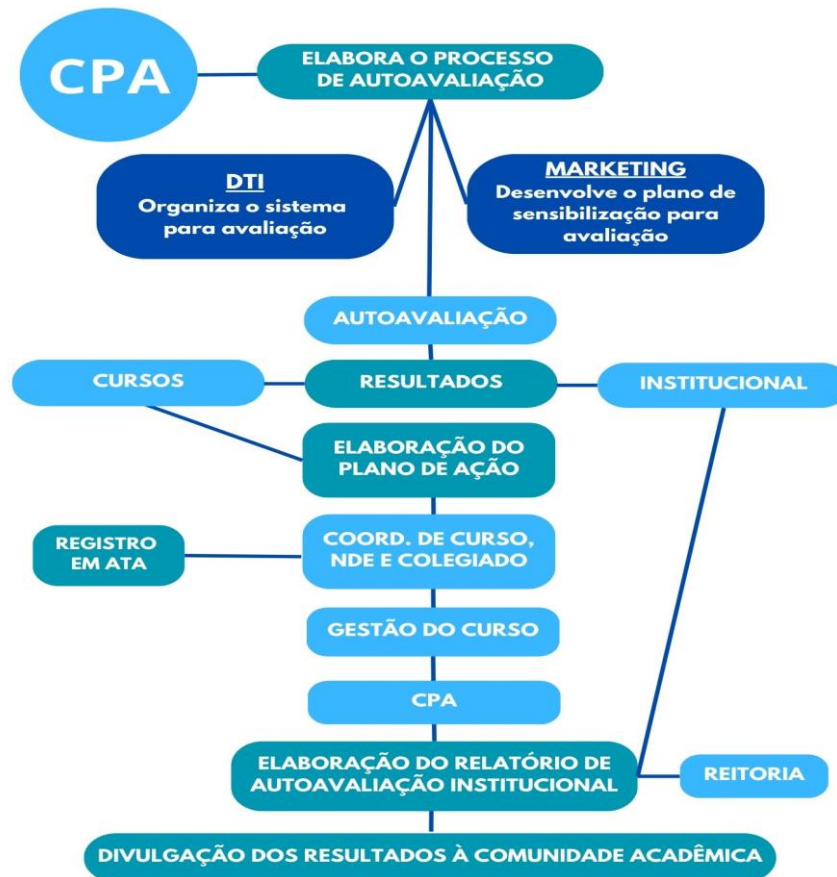 CPA
ELABORA O PROCESSO
DE AUTOAVALIAÇÃO
DTI
Organiza o sistema
para avaliação
MARKETING
Desenvolve o plano de
sensibilização para
avaliação
AUTOAVALIAÇÃO
CURSOS
RESULTADOS
INSTITUCIONAL
ELABORAÇÃO DO
PLANO DE AÇÃO
REGISTRO
EM ATA
COORD. DE CURSO,
NDE E COLEGIADO
GESTÃO DO CURSO
CPA
ELABORAÇÃO DO RELATÓRIO DE
AUTOAVALIAÇÃO INSTITUCIONAL
REITORIA
DIVULGAÇÃO DOS RESULTADOS À COMUNIDADE ACADÊMICA